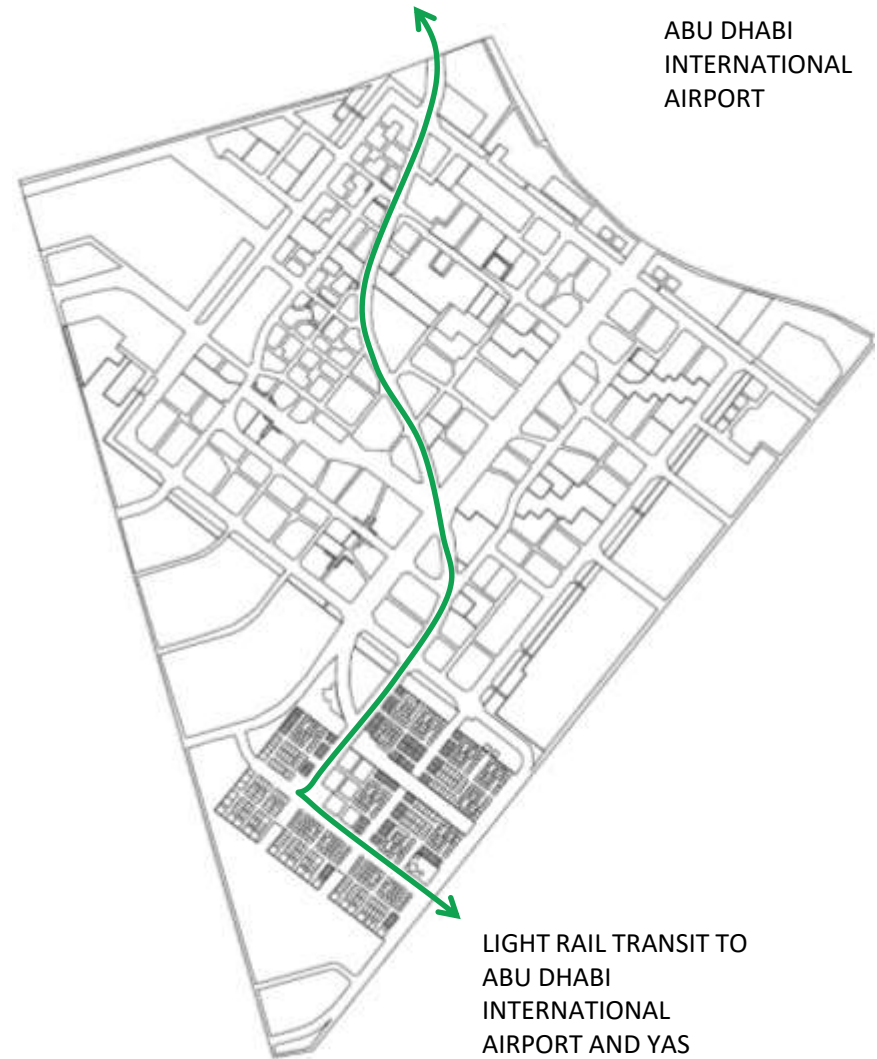 ABU DHABI
INTERNATIONAL
AIRPORT
LIGHT RAIL TRANSIT TO
ABU DHABI
INTERNATIONAL
AIRPORT AND YAS